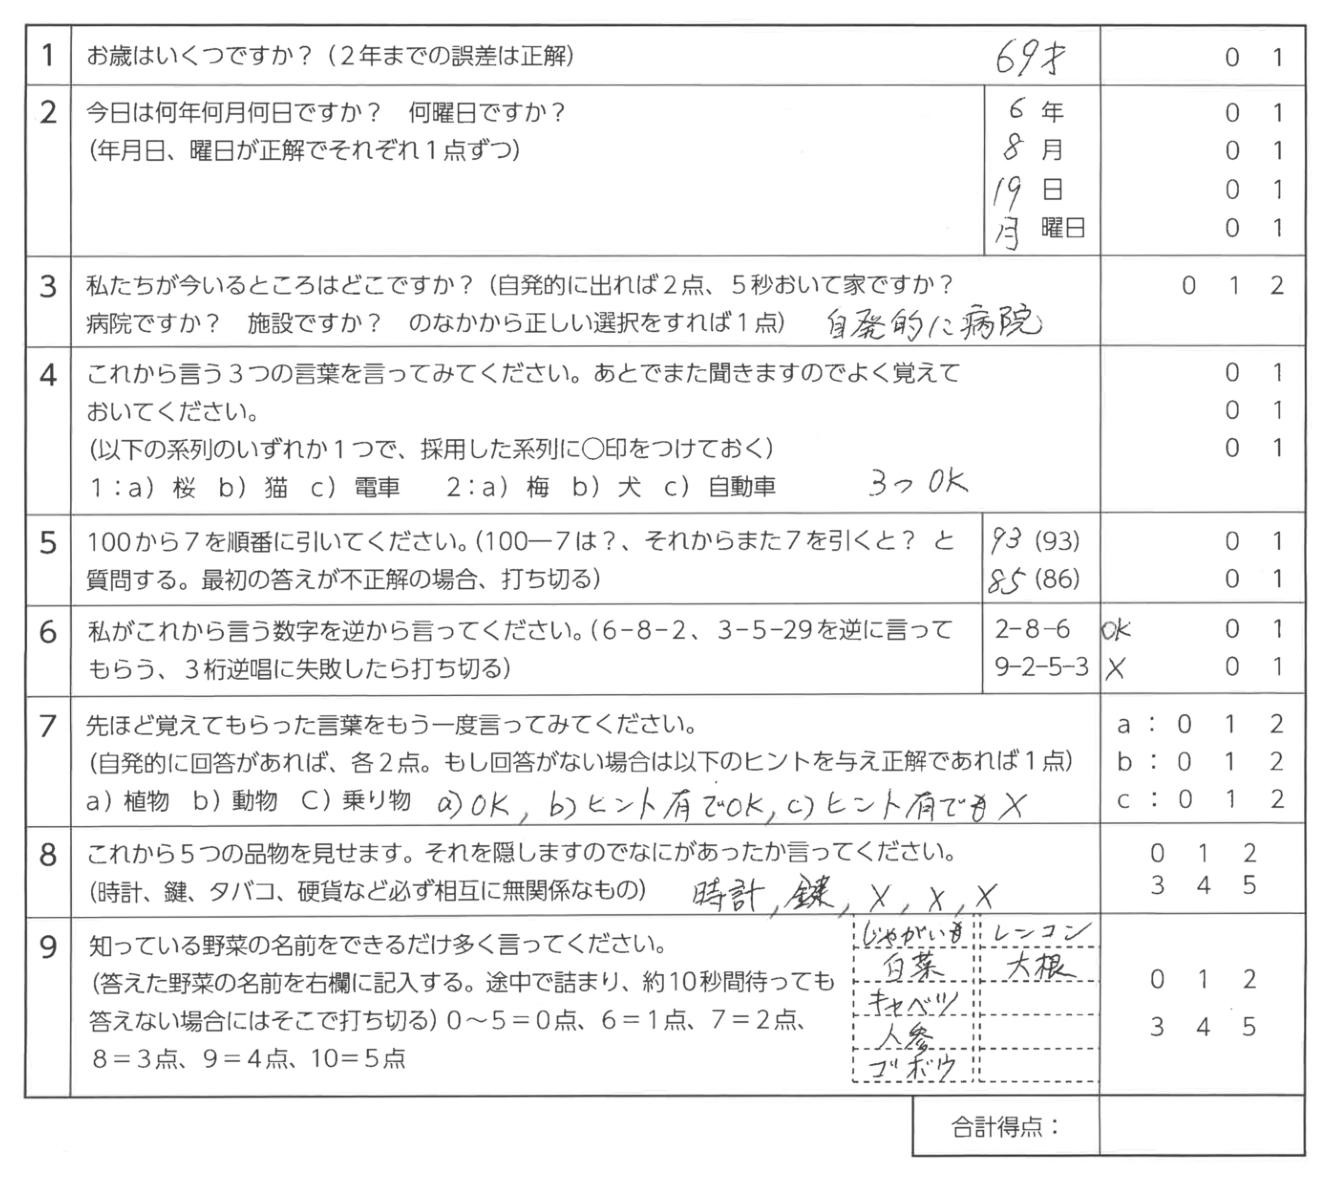 1 お歳はいくつですか？（２年までの誤差は正解） 69才 0 1
2 今日は何年何月何日ですか？　何曜日ですか？ 6 年 0 1
（年月日、曜日が正解でそれぞれ１点ずつ） 8 月 0 1
19 日 0 1
月 曜日 0 1
3 私たちが今いるところはどこですか？（自発的に出れば２点、５秒おいて家ですか？ 0 1 2
病院ですか？　施設ですか？　のなかから正しい選択をすれば１点） 自発的に病院
4 これから言う３つの言葉を言ってみてください。あとでまた聞きますのでよく覚えて 0 1
おいてください。 0 1
（以下の系列のいずれか１つで、採用した系列に○印をつけておく） 0 1
1：a）桜　b）猫　c）電車　　2：a）梅　b）犬　c）自動車 3つOK
5 100から７を順番に引いてください。（100―７は？、それからまた７を引くと？　と 93 (93) 0 1
質問する。最初の答えが不正解の場合、打ち切る） 85 (86) 0 1
6 私がこれから言う数字を逆から言ってください。（6−8−2、3−5−29を逆に言って 2−8−6 OK 0 1
もらう、３桁逆唱に失敗したら打ち切る） 9−2−5−3 X 0 1
7 先ほど覚えてもらった言葉をもう一度言ってみてください。 a：0 1 2
（自発的に回答があれば、各２点。もし回答がない場合は以下のヒントを与え正解であれば１点） b：0 1 2
a）植物　b）動物　C）乗り物 a)OK, b)ヒント有でOK, c)ヒント有でもX c：0 1 2
8 これから５つの品物を見せます。それを隠しますのでなにがあったか言ってください。 0 1 2
（時計、鍵、タバコ、硬貨など必ず相互に無関係なもの） 時計, 鍵, X, X, X 3 4 5
9 知っている野菜の名前をできるだけ多く言ってください。 じゃがいも レンコン
（答えた野菜の名前を右欄に記入する。途中で詰まり、約10秒間待っても 白菜 大根 0 1 2
答えない場合にはそこで打ち切る）0～5＝0点、6＝1点、7＝2点、 キャベツ 3 4 5
8＝3点、9＝4点、10＝5点 人参
ゴボウ
合計得点：